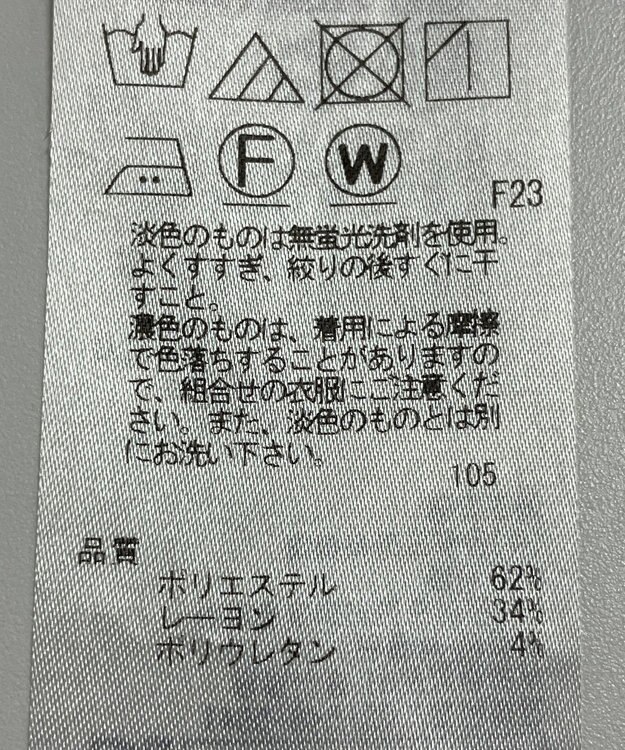 F W
F23
淡色のものは無蛍光洗剤を使用。
よくすすぎ、絞りの後すぐに干
すこと。
濃色のものは、着用による摩擦
で色落ちすることがありますの
で、組合せの衣服にご注意くだ
さい。また、淡色のものとは別
にお洗い下さい。
105
品質
ポリエステル 62%
レーヨン 34%
ポリウレタン 4%